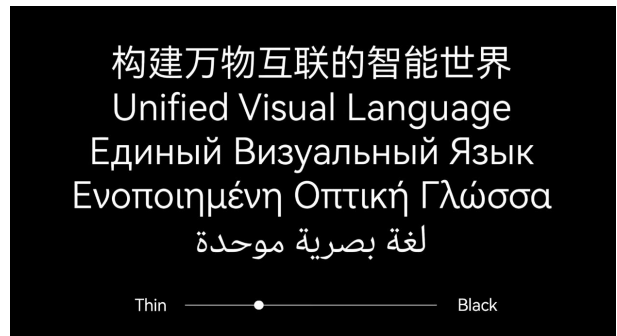 构建万物互联的智能世界
Unified Visual Language
Единый Визуальный Язык
Ενοποιημένη Οπτική Γλώσσα
لغة بصرية موحدة
Thin Black